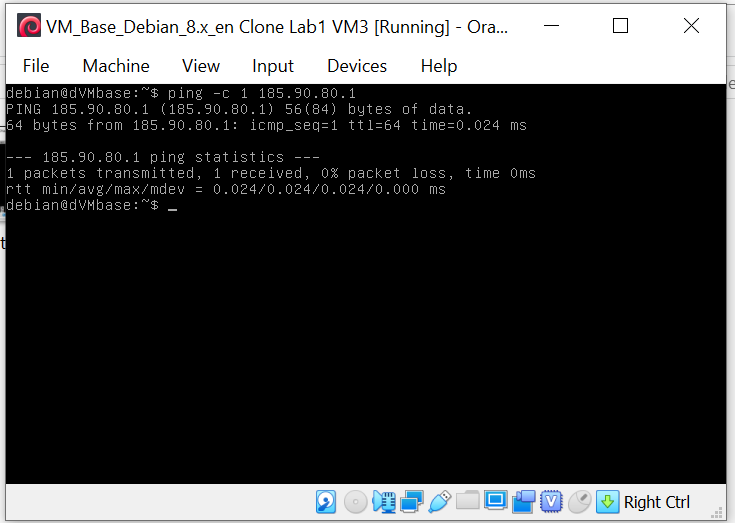 VM_Base_Debian_8.x_en Clone Lab1 VM3 [Running] - Ora...
File Machine View Input Devices Help
debian@dVMbase:~$ ping -c 1 185.90.80.1
PING 185.90.80.1 (185.90.80.1) 56(84) bytes of data.
64 bytes from 185.90.80.1: icmp_seq=1 ttl=64 time=0.024 ms
--- 185.90.80.1 ping statistics ---
1 packets transmitted, 1 received, 0% packet loss, time 0ms
rtt min/avg/max/mdev = 0.024/0.024/0.024/0.000 ms
debian@dVMbase:~$ _
Right Ctrl